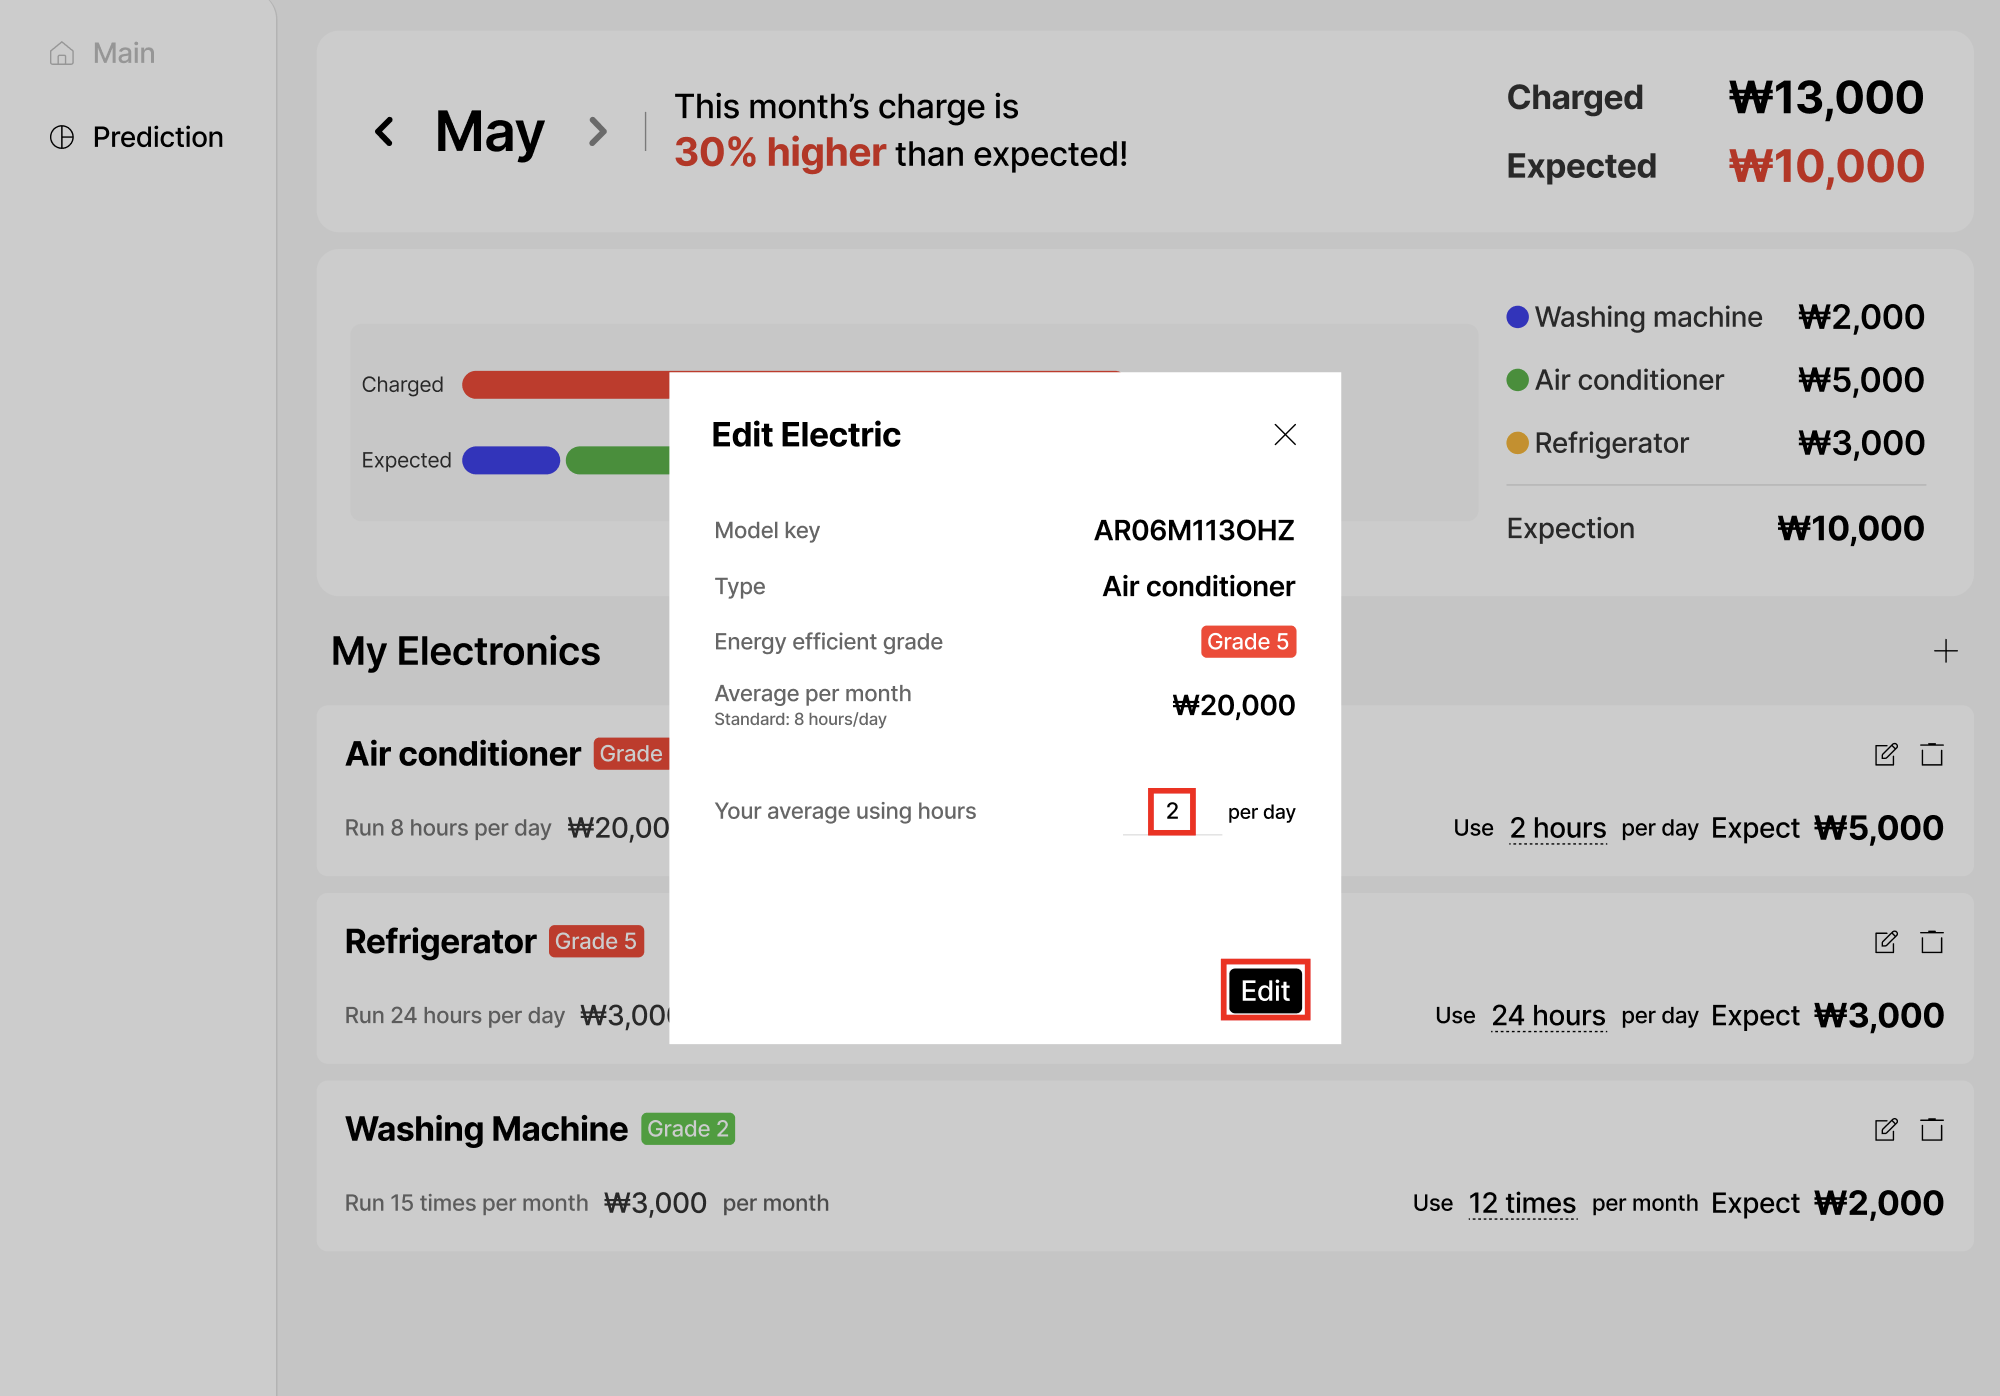 Main
Prediction
May
This month's charge is
30% higher than expected!
Charged ₩13,000
Expected ₩10,000
Charged
Expected
Washing machine ₩2,000
Air conditioner ₩5,000
Refrigerator ₩3,000
Expection ₩10,000
Edit Electric
Model key AR06M113OHZ
Type Air conditioner
Energy efficient grade Grade 5
Average per month ₩20,000
Standard: 8 hours/day
Your average using hours 2 per day
Edit
My Electronics
Air conditioner Grade
Run 8 hours per day ₩20,00
Use 2 hours per day Expect ₩5,000
Refrigerator Grade 5
Run 24 hours per day ₩3,00
Use 24 hours per day Expect ₩3,000
Washing Machine Grade 2
Run 15 times per month ₩3,000 per month
Use 12 times per month Expect ₩2,000